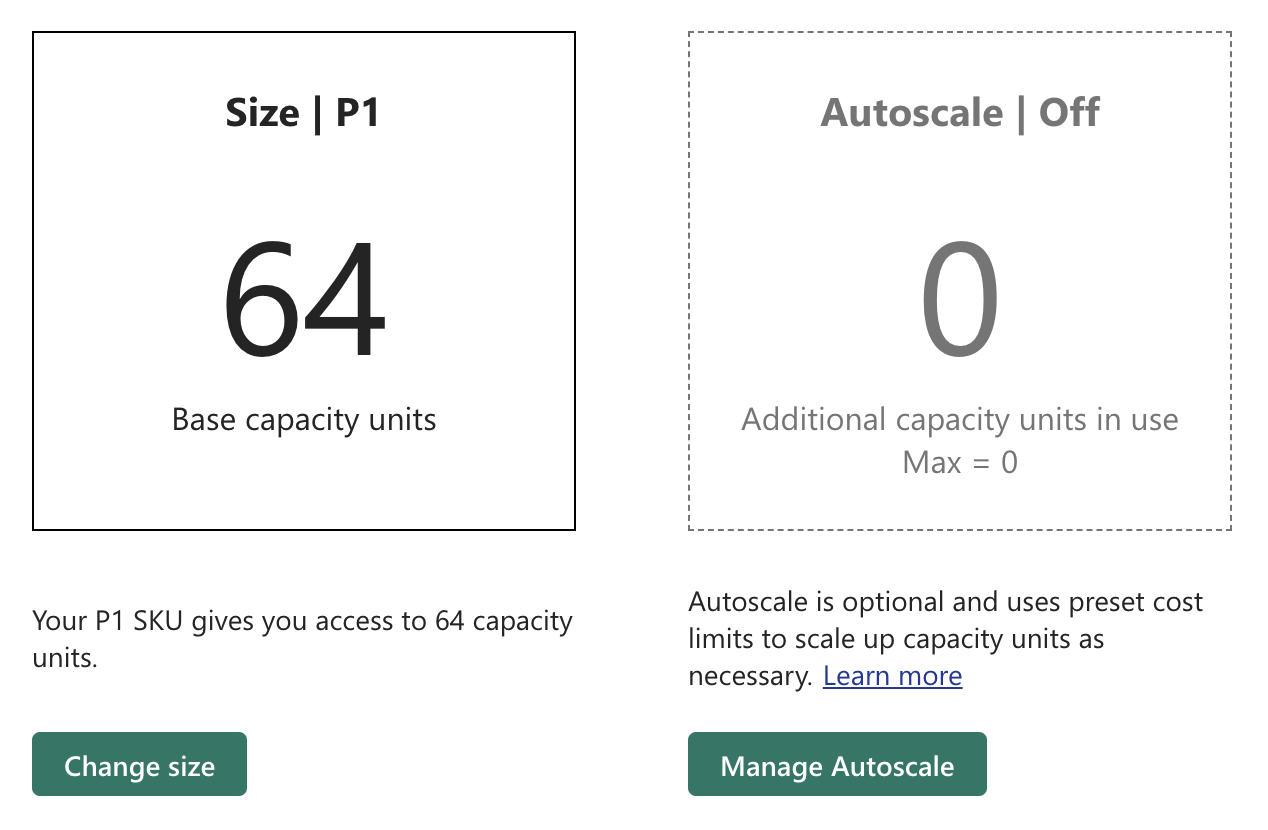 Size | P1
64
Base capacity units
Your P1 SKU gives you access to 64 capacity
units.
Change size
Autoscale | Off
0
Additional capacity units in use
Max = 0
Autoscale is optional and uses preset cost
limits to scale up capacity units as
necessary. Learn more
Manage Autoscale